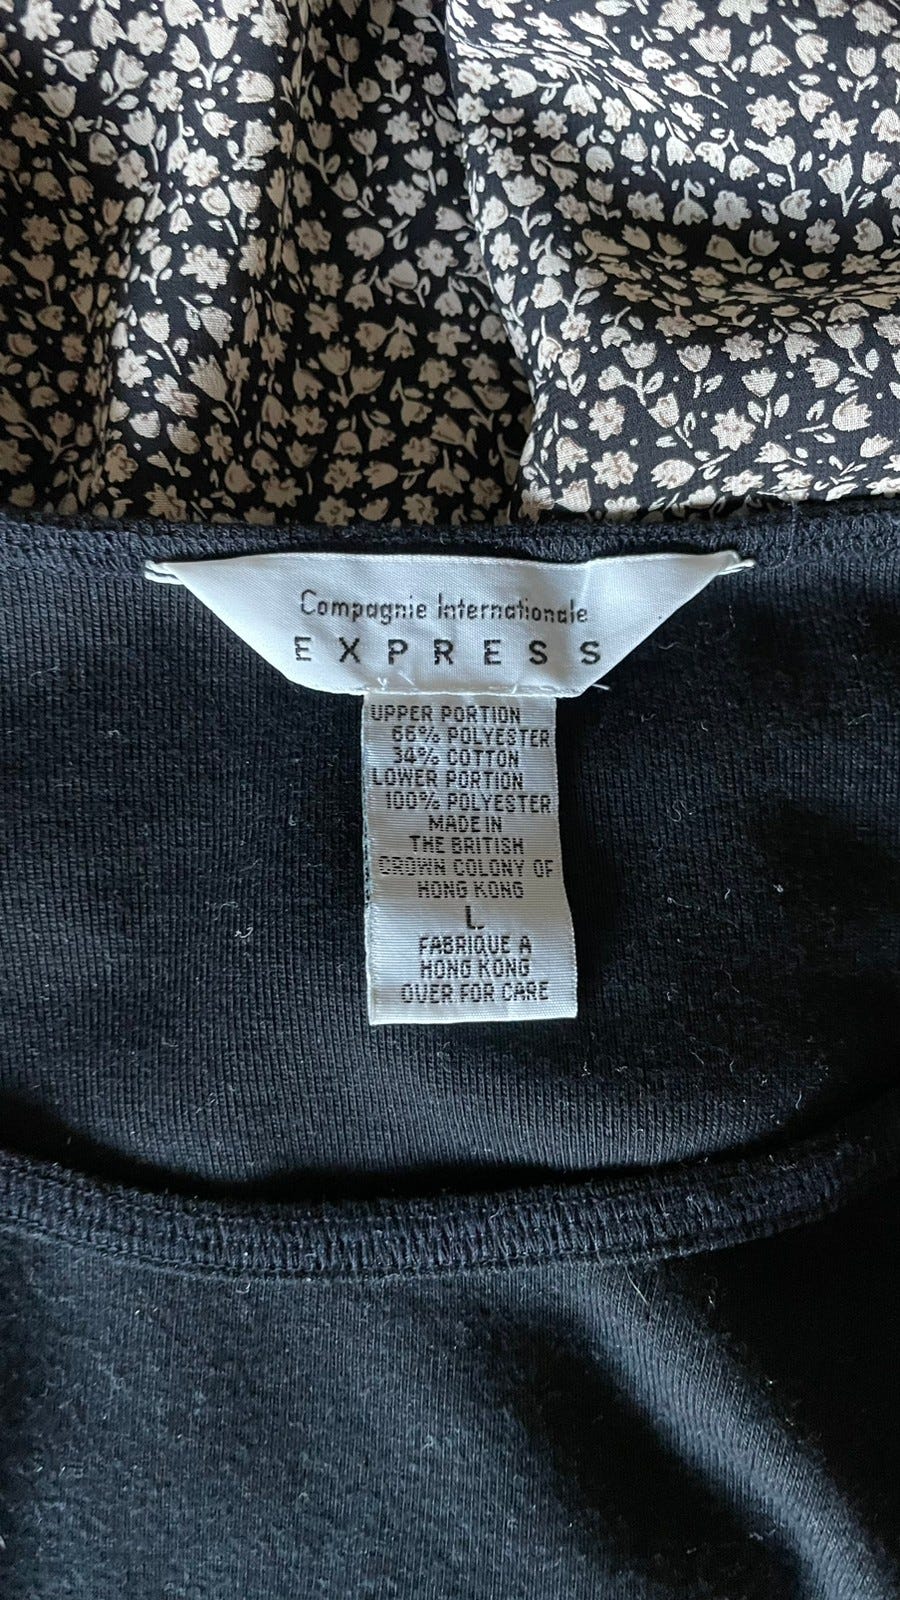 Compagnie Internationale
EXPRESS
UPPER PORTION
66% POLYESTER
34% COTTON
LOWER PORTION
100% POLYESTER
MADE IN
THE BRITISH
CROWN COLONY OF
HONG KONG
L
FABRIQUE A
HONG KONG
OVER FOR CARE